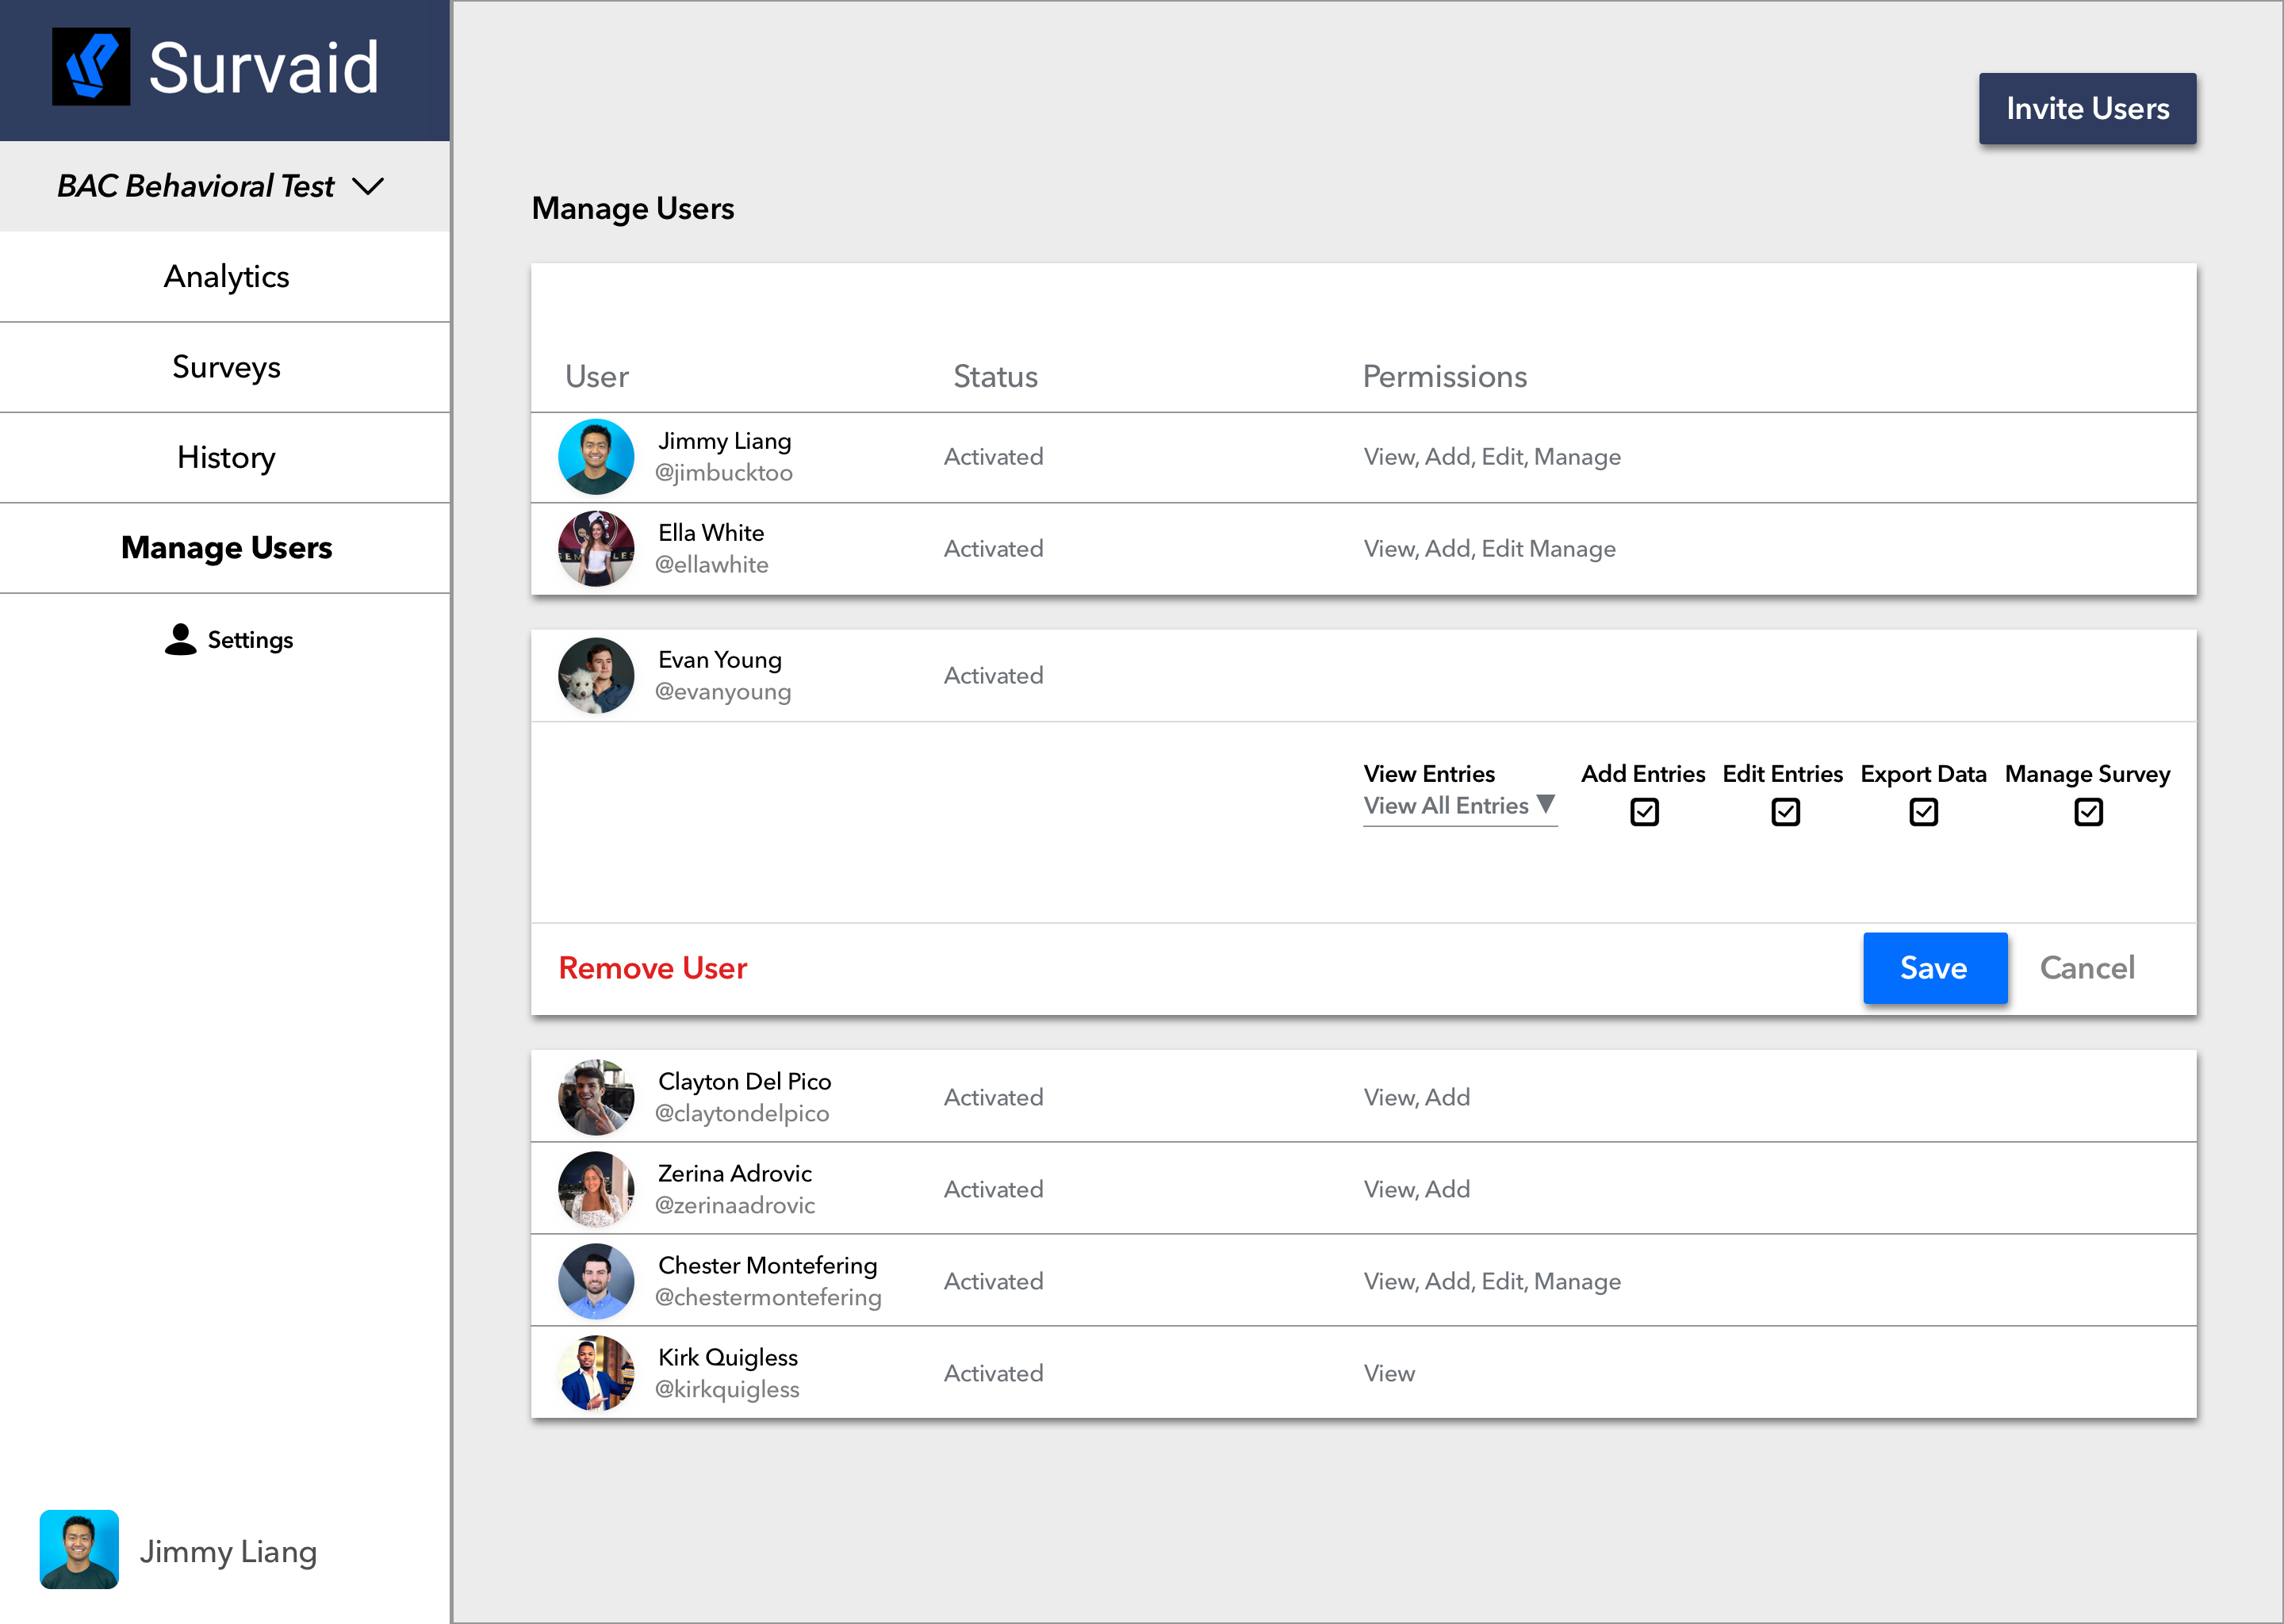 Survaid
Invite Users
BAC Behavioral Test
Analytics
Surveys
History
Manage Users
Settings
Jimmy Liang
Manage Users
User Status Permissions
Jimmy Liang
@jimbucktoo
Activated
View, Add, Edit, Manage
Ella White
@ellawhite
Activated
View, Add, Edit Manage
Evan Young
@evanyoung
Activated
View Entries Add Entries Edit Entries Export Data Manage Survey
View All Entries
Remove User Save Cancel
Clayton Del Pico
@claytondelpico
Activated
View, Add
Zerina Adrovic
@zerinaadrovic
Activated
View, Add
Chester Montefering
@chestermontefering
Activated
View, Add, Edit, Manage
Kirk Quigless
@kirkquigless
Activated
View